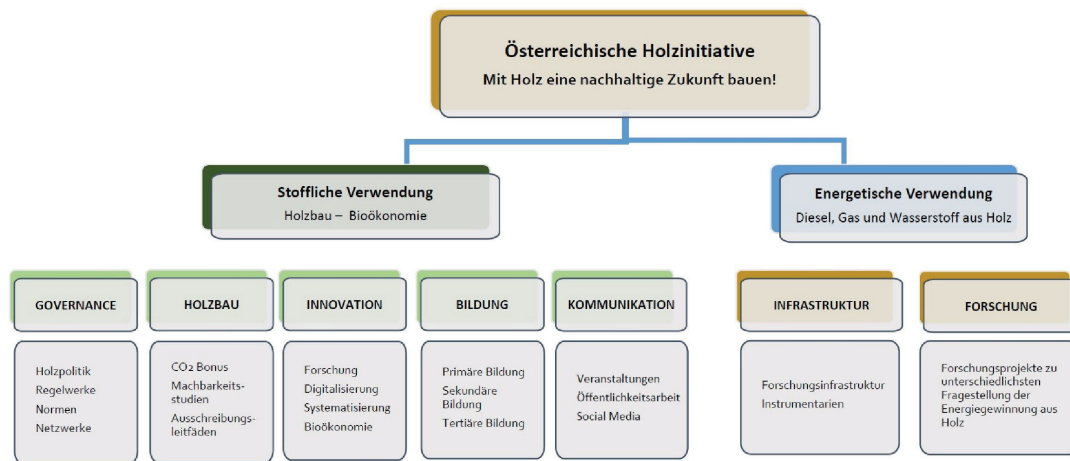 Österreichische Holzinitiative
Mit Holz eine nachhaltige Zukunft bauen!
Stoffliche Verwendung
Holzbau – Bioökonomie
Energetische Verwendung
Diesel, Gas und Wasserstoff aus Holz
GOVERNANCE
Holzpolitik
Regelwerke
Normen
Netzwerke
HOLZBAU
CO2 Bonus
Machbarkeits-
studien
Ausschreibungs-
leitfäden
INNOVATION
Forschung
Digitalisierung
Systematisierung
Bioökonomie
BILDUNG
Primäre Bildung
Sekundäre
Bildung
Tertiäre Bildung
KOMMUNIKATION
Veranstaltungen
Öffentlichkeitsarbeit
Social Media
INFRASTRUKTUR
Forschungsinfrastruktur
Instrumentarien
FORSCHUNG
Forschungsprojekte zu
unterschiedlichsten
Fragestellung der
Energiegewinnung aus
Holz